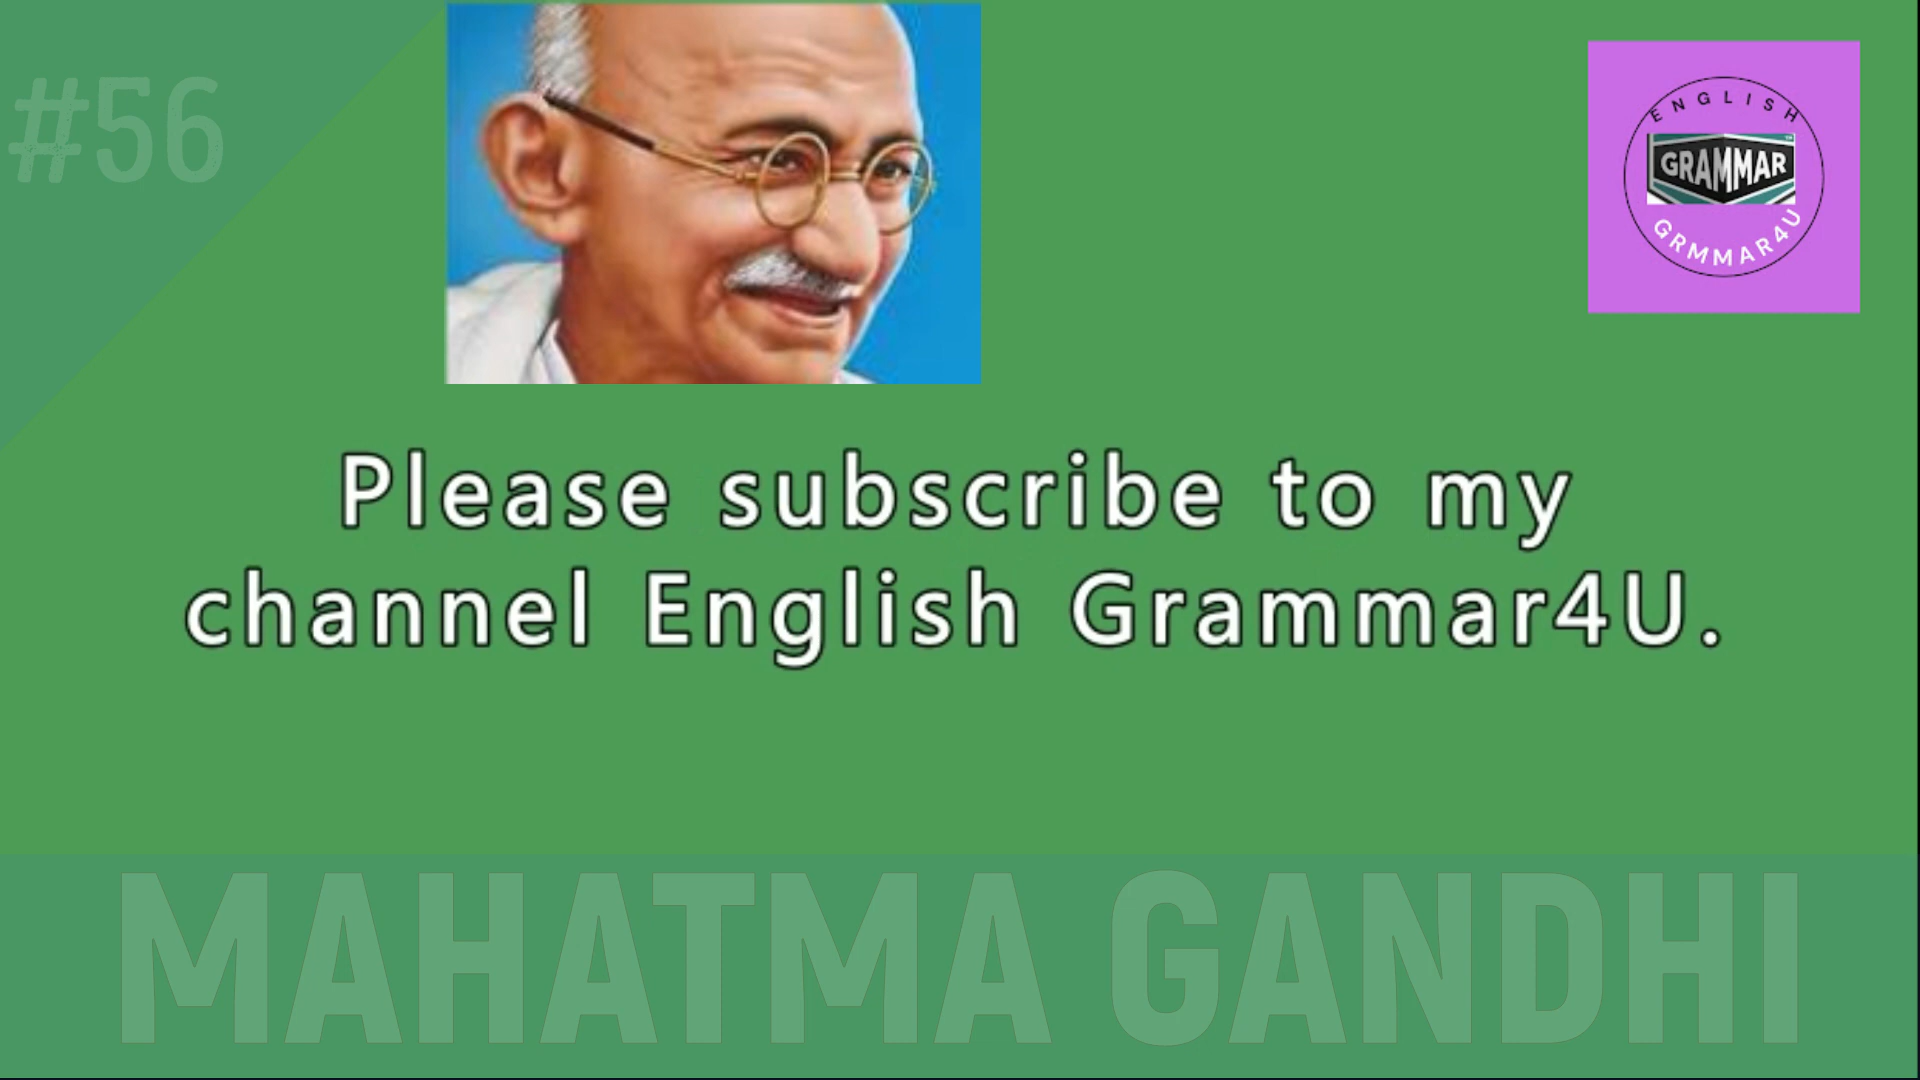 #56
ENGLISH
GRAMMAR
GRMMAR4U
Please subscribe to my
channel English Grammar4U.
MAHATMA GANDHI